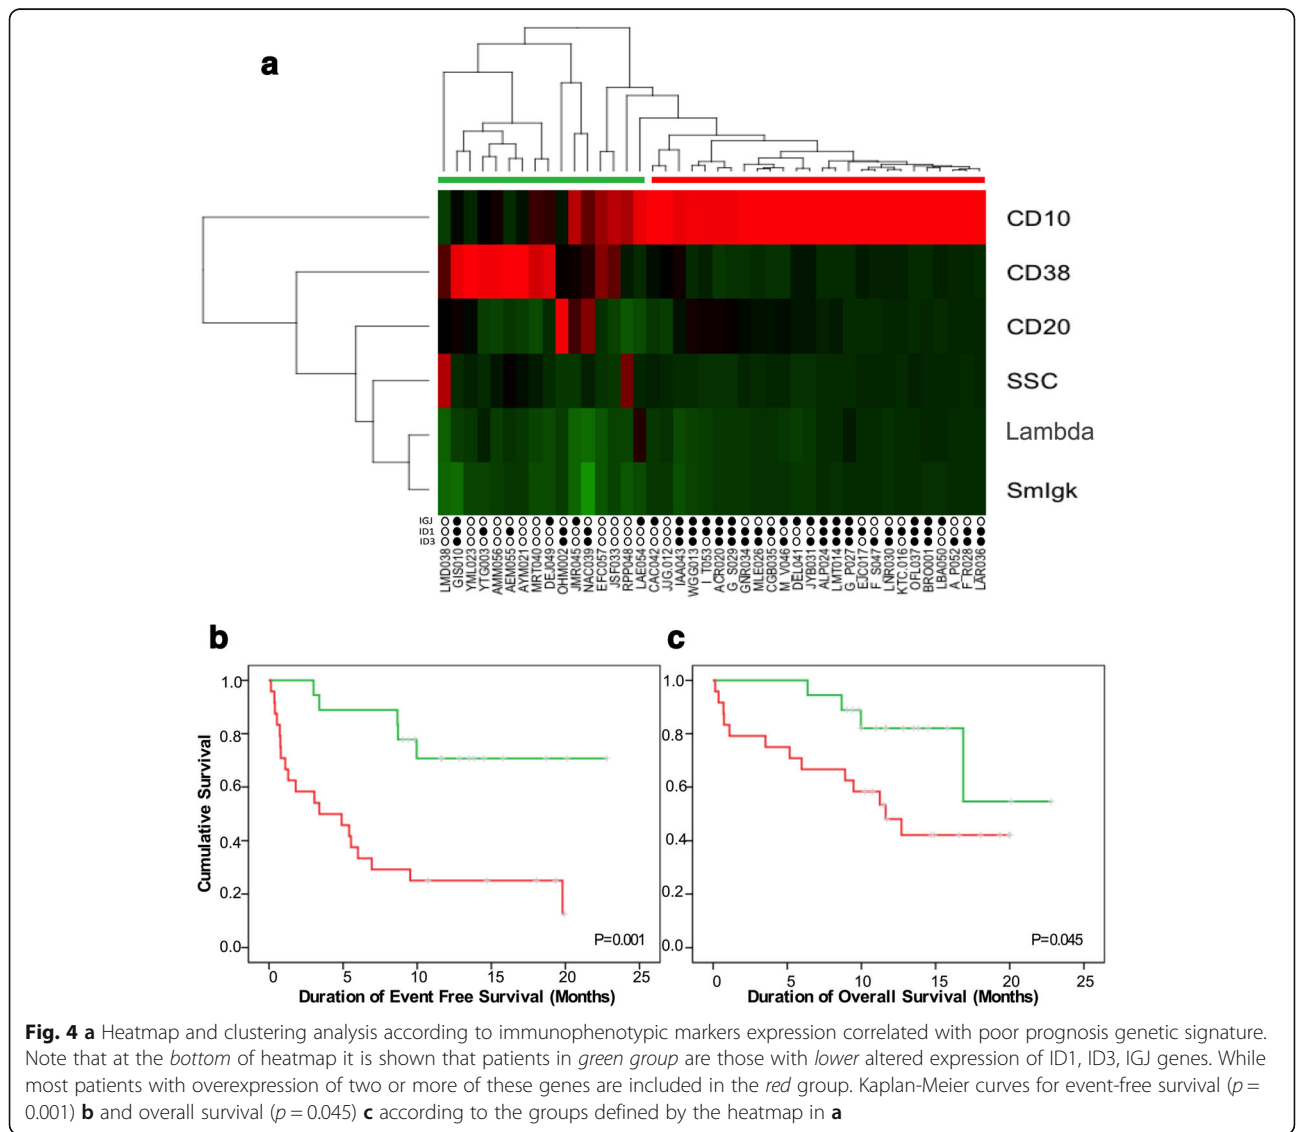 a
CD10
CD38
CD20
SSC
Lambda
SmIgk
IGJ
ID1
ID3
LMD038
GIS010
YML023
YTG003
AMM056
AEM055
AYM021
MRT040
DEJ049
OHM002
JMR045
NAC039
EFC057
JSF033
RPP048
LAE054
CAC042
JJG.012
IAA043
WGG013
I_T053
ACR020
G_S029
GNR034
MLE026
CGB035
M_V046
DEL041
JYB031
ALP024
LMT014
G_P027
EJC017
F_S047
LNR030
KTC.016
OFL037
BRO001
LBA050
A_P052
F_R028
LAR036
b
Cumulative Survival
1.0
0.8
0.6
0.4
0.2
0.0
P=0.001
0 5 10 15 20 25
Duration of Event Free Survival (Months)
c
1.0
0.8
0.6
0.4
0.2
0.0
P=0.045
0 5 10 15 20 25
Duration of Overall Survival (Months)
Fig. 4 a Heatmap and clustering analysis according to immunophenotypic markers expression correlated with poor prognosis genetic signature.
Note that at the bottom of heatmap it is shown that patients in green group are those with lower altered expression of ID1, ID3, IGJ genes. While
most patients with overexpression of two or more of these genes are included in the red group. Kaplan-Meier curves for event-free survival (p =
0.001) b and overall survival (p = 0.045) c according to the groups defined by the heatmap in a